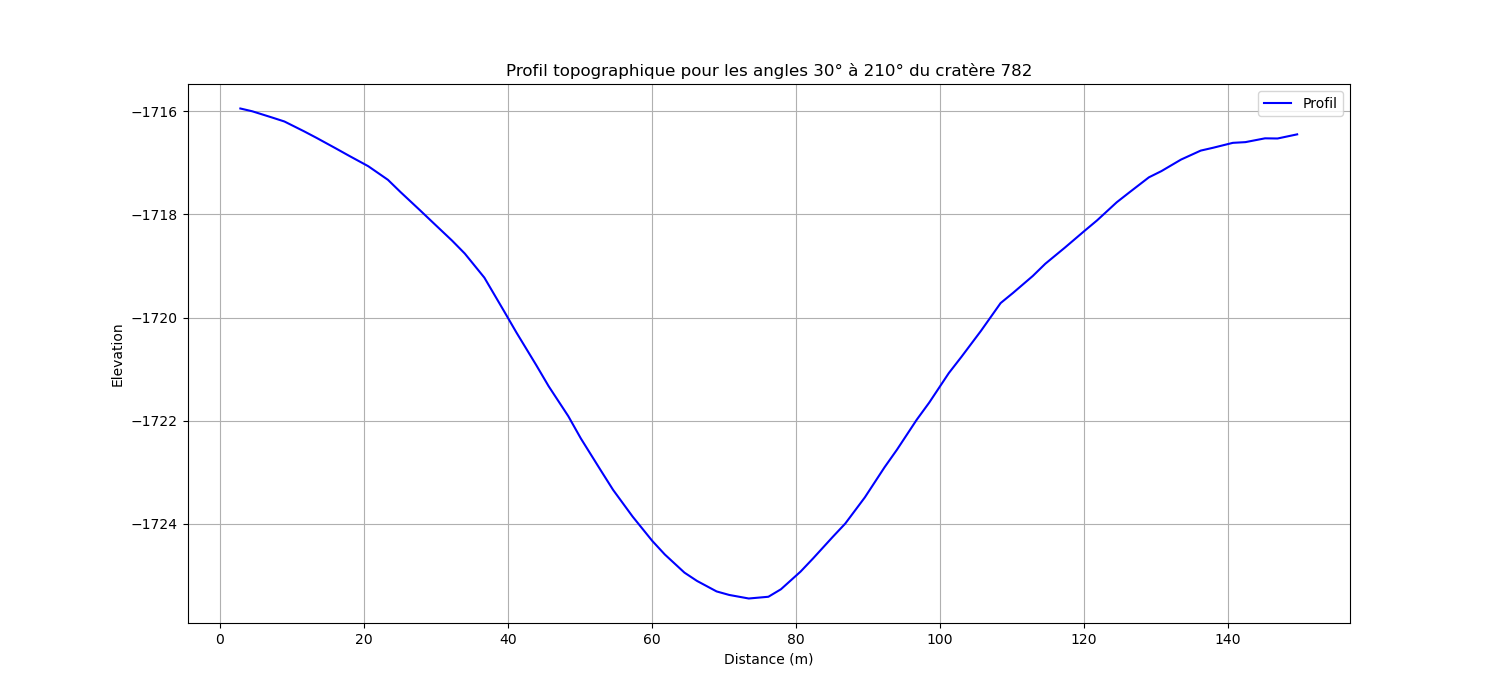 Profil topographique pour les angles 30° à 210° du cratère 782
Profil
Elevation
−1716
−1718
−1720
−1722
−1724
0 20 40 60 80 100 120 140
Distance (m)